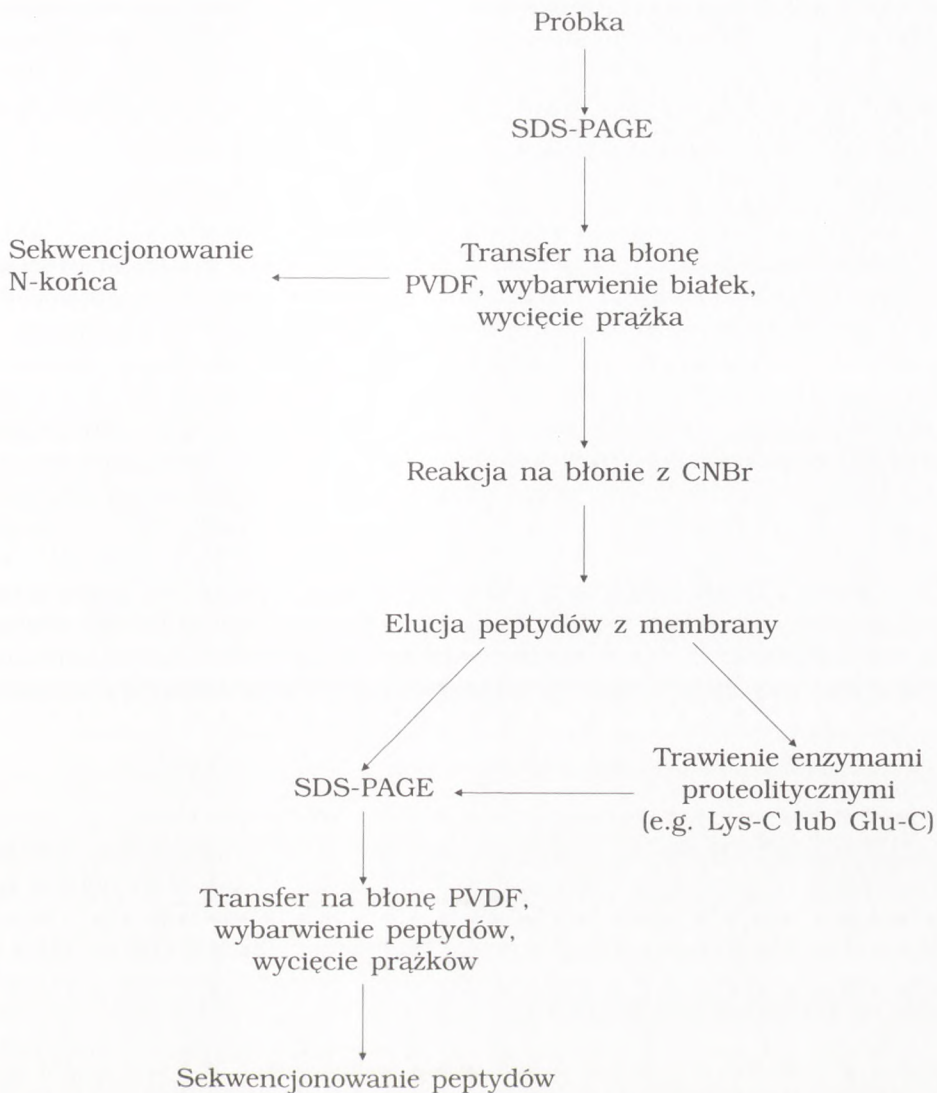 Próbka
SDS-PAGE
Sekwencjonowanie
N-końca
Transfer na błonę
PVDF, wybarwienie białek,
wycięcie prążka
Reakcja na błonie z CNBr
Elucja peptydów z membrany
SDS-PAGE
Trawienie enzymami
proteolitycznymi
(e.g. Lys-C lub Glu-C)
Transfer na błonę PVDF,
wybarwienie peptydów,
wycięcie prążków
Sekwencjonowanie peptydów